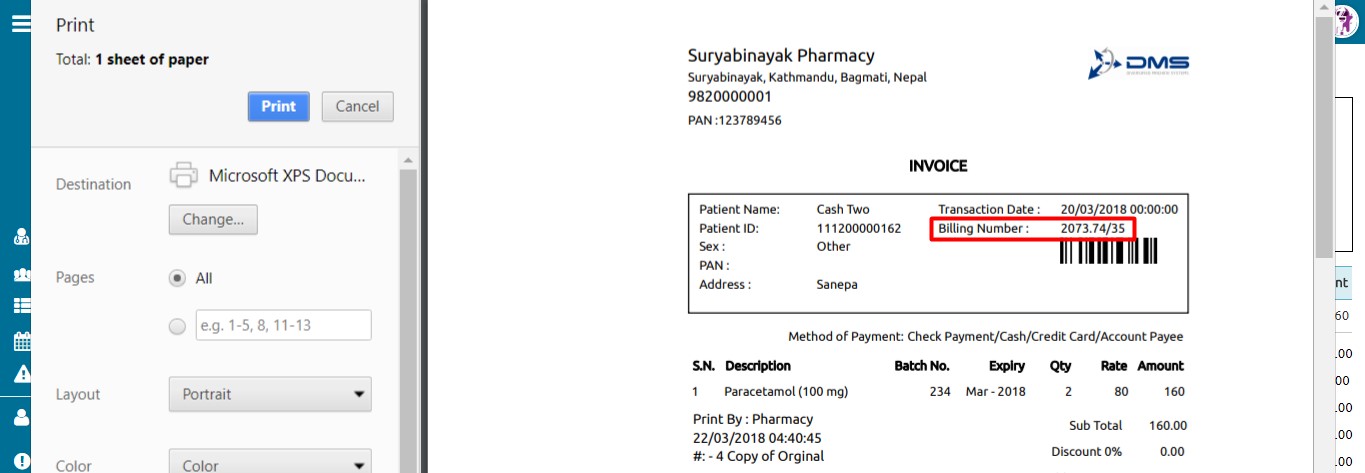 Print
Total: 1 sheet of paper
Print Cancel
Destination Microsoft XPS Docu...
Change...
Pages All
e.g. 1-5, 8, 11-13
Layout Portrait
Color Color
Suryabinayak Pharmacy
Suryabinayak, Kathmandu, Bagmati, Nepal
9820000001
PAN :123789456
DMS
INVOICE
Patient Name: Cash Two Transaction Date : 20/03/2018 00:00:00
Patient ID: 111200000162 Billing Number : 2073.74/35
Sex : Other
PAN :
Address : Sanepa
Method of Payment: Check Payment/Cash/Credit Card/Account Payee
S.N. Description Batch No. Expiry Qty Rate Amount
1 Paracetamol (100 mg) 234 Mar - 2018 2 80 160
Print By : Pharmacy
22/03/2018 04:40:45
#: - 4 Copy of Orginal
Sub Total 160.00
Discount 0% 0.00
nt
60
.00
00
.00
.00
.00